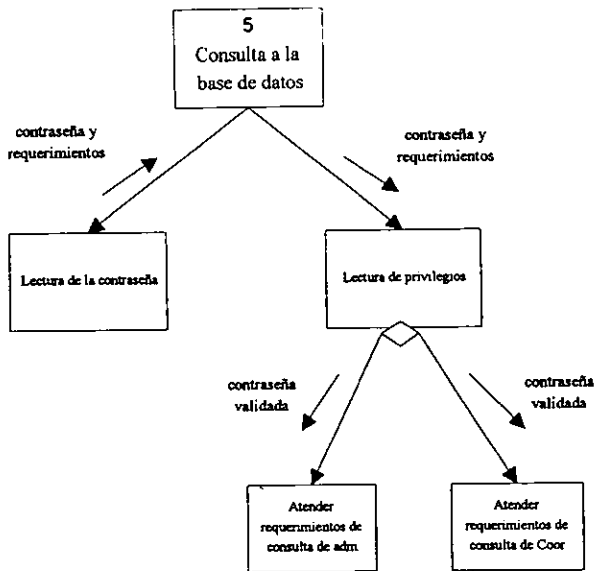 5
Consulta a la
base de datos
contraseña y
requerimientos
contraseña y
requerimientos
Lectura de la contraseña
Lectura de privilegios
contraseña
validada
contraseña
validada
Atender
requerimientos de
consulta de adm
Atender
requerimientos de
consulta de Coor